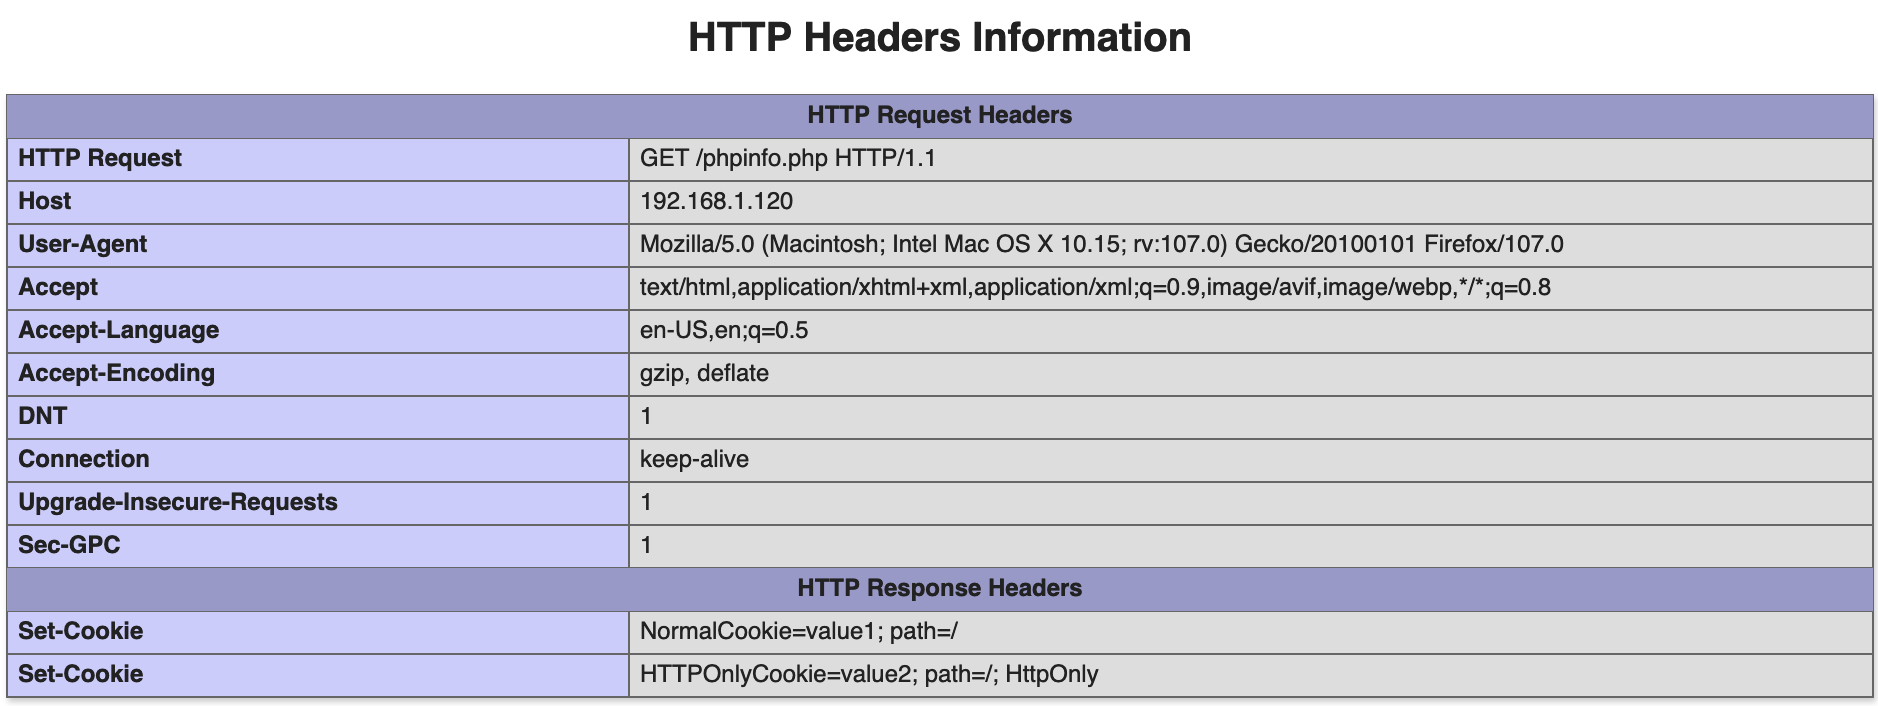 HTTP Headers Information
HTTP Request Headers
HTTP Request GET /phpinfo.php HTTP/1.1
Host 192.168.1.120
User-Agent Mozilla/5.0 (Macintosh; Intel Mac OS X 10.15; rv:107.0) Gecko/20100101 Firefox/107.0
Accept text/html,application/xhtml+xml,application/xml;q=0.9,image/avif,image/webp,*/*;q=0.8
Accept-Language en-US,en;q=0.5
Accept-Encoding gzip, deflate
DNT 1
Connection keep-alive
Upgrade-Insecure-Requests 1
Sec-GPC 1
HTTP Response Headers
Set-Cookie NormalCookie=value1; path=/
Set-Cookie HTTPOnlyCookie=value2; path=/; HttpOnly